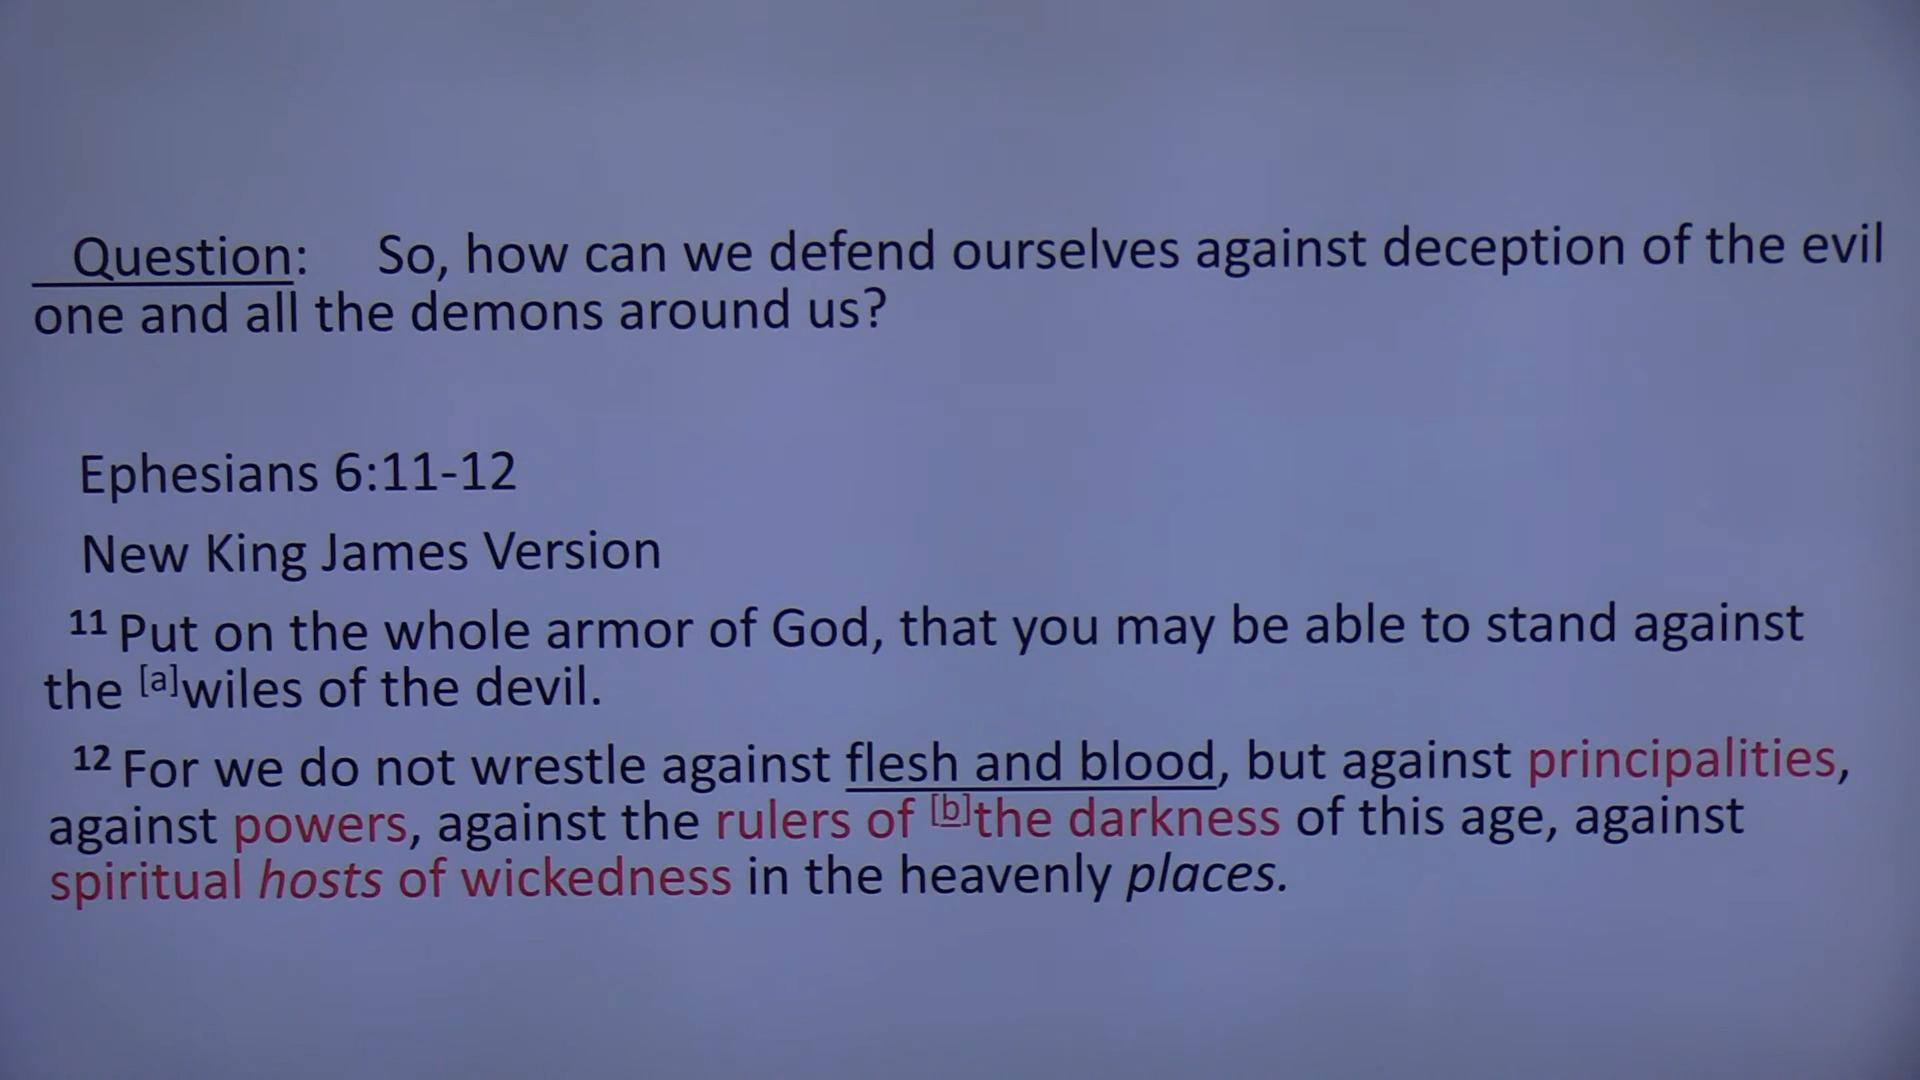 Question: So, how can we defend ourselves against deception of the evil
one and all the demons around us?
Ephesians 6:11-12
New King James Version
11 Put on the whole armor of God, that you may be able to stand against
the [a]wiles of the devil.
12 For we do not wrestle against flesh and blood, but against principalities,
against powers, against the rulers of [b]the darkness of this age, against
spiritual hosts of wickedness in the heavenly places.